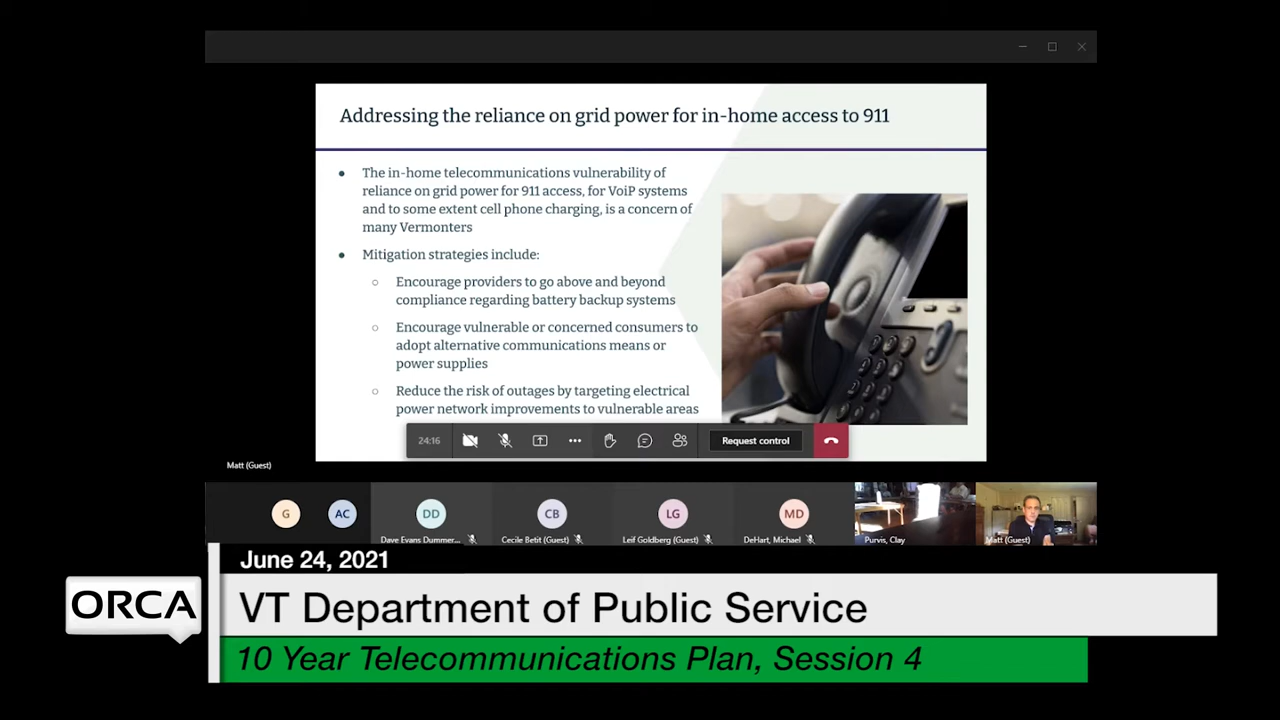 Addressing the reliance on grid power for in-home access to 911
● The in-home telecommunications vulnerability of
reliance on grid power for 911 access, for VoiP systems
and to some extent cell phone charging, is a concern of
many Vermonters
● Mitigation strategies include:
○ Encourage providers to go above and beyond
compliance regarding battery backup systems
○ Encourage vulnerable or concerned consumers to
adopt alternative communications means or
power supplies
○ Reduce the risk of outages by targeting electrical
power network improvements to vulnerable areas
24:16
Request control
Matt (Guest)
G
AC
DD
CB
LG
MD
Dave Evans Dummer...
Cecile Betit (Guest)
Leif Goldberg (Guest)
DeHart, Michael
Purvis, Clay
Matt (Guest)
June 24, 2021
ORCA
VT Department of Public Service
10 Year Telecommunications Plan, Session 4